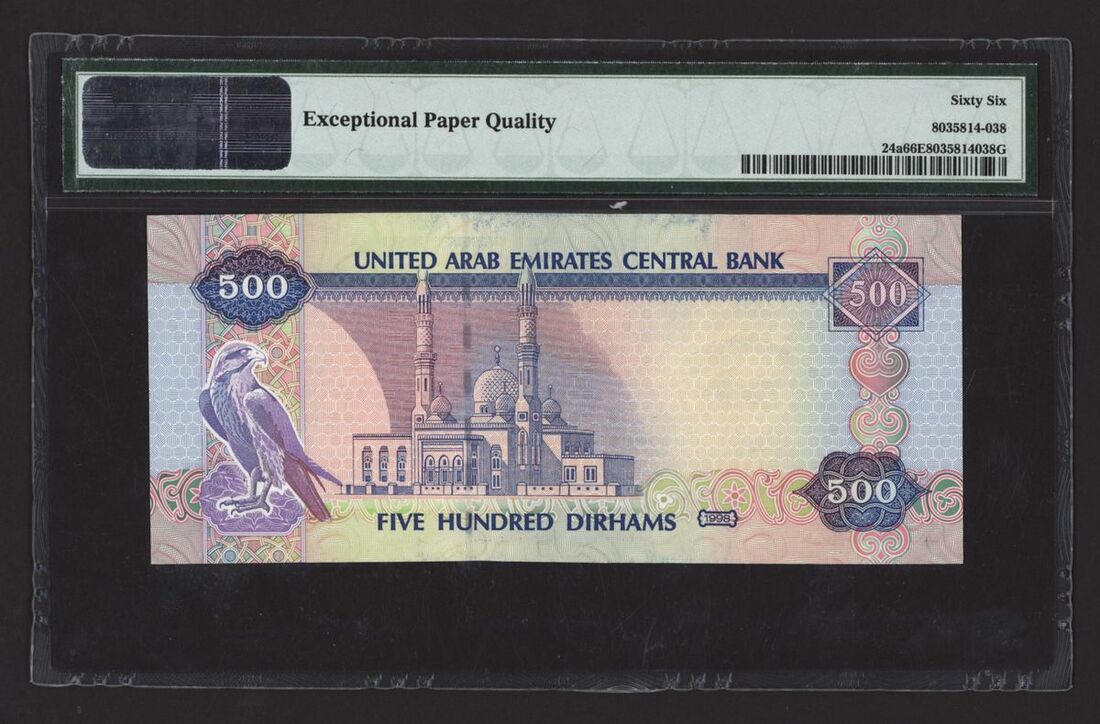 Exceptional Paper Quality
Sixty Six
8035814-038
24a66E8035814038G
UNITED ARAB EMIRATES CENTRAL BANK
500
500
500
FIVE HUNDRED DIRHAMS
1998